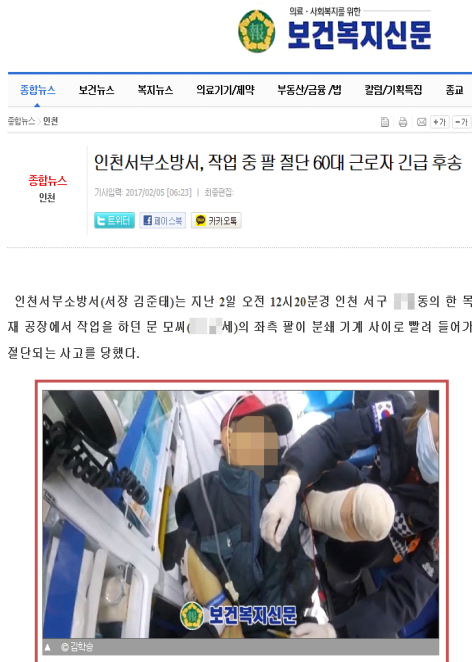 의료 · 사회복지를 위한
보건복지신문
종합뉴스 보건뉴스 복지뉴스 의료기기/제약 부동산/금융 /법 칼럼/기획특집 종교
종합뉴스 > 인천
+가 -가
인천서부소방서, 작업 중 팔 절단 60대 근로자 긴급 후송
종합뉴스
인천
기사입력: 2017/02/05 [06:23] | 최종편집:
트위터 페이스북 카카오톡
인천서부소방서(서장 김준태)는 지난 2일 오전 12시20분경 인천 서구 동의 한 목
재 공장에서 작업을 하던 문 모씨( 세)의 좌측 팔이 분쇄 기계 사이로 빨려 들어가
절단되는 사고를 당했다.
보건복지신문
▲ ©김학승